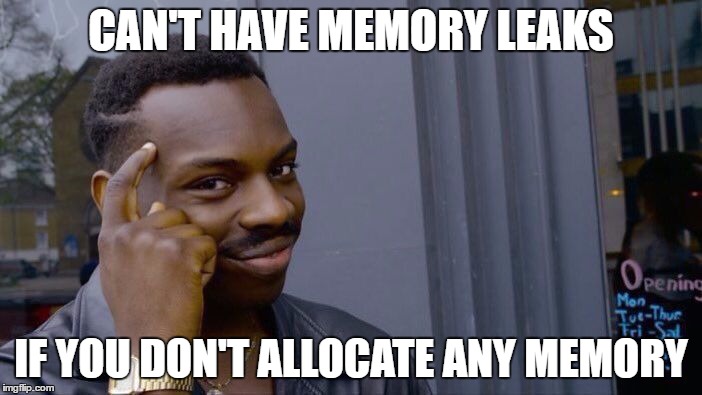 CAN'T HAVE MEMORY LEAKS
Opening
Mon
Tue-Thur
Fri-Sat
IF YOU DON'T ALLOCATE ANY MEMORY
imgflip.com